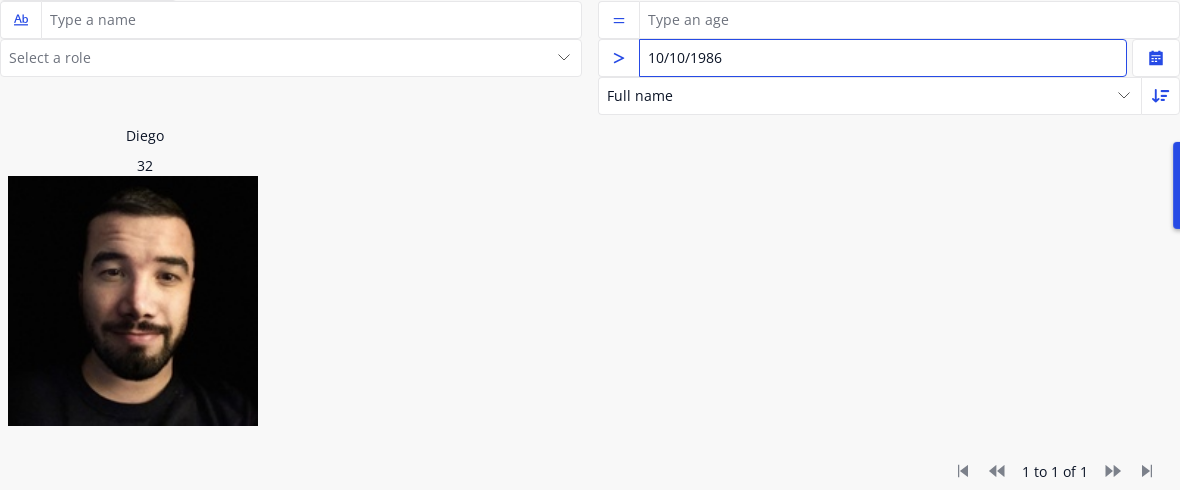 Ab Type a name
= Type an age
Select a role
> 10/10/1986
Full name
Diego
32
1 to 1 of 1